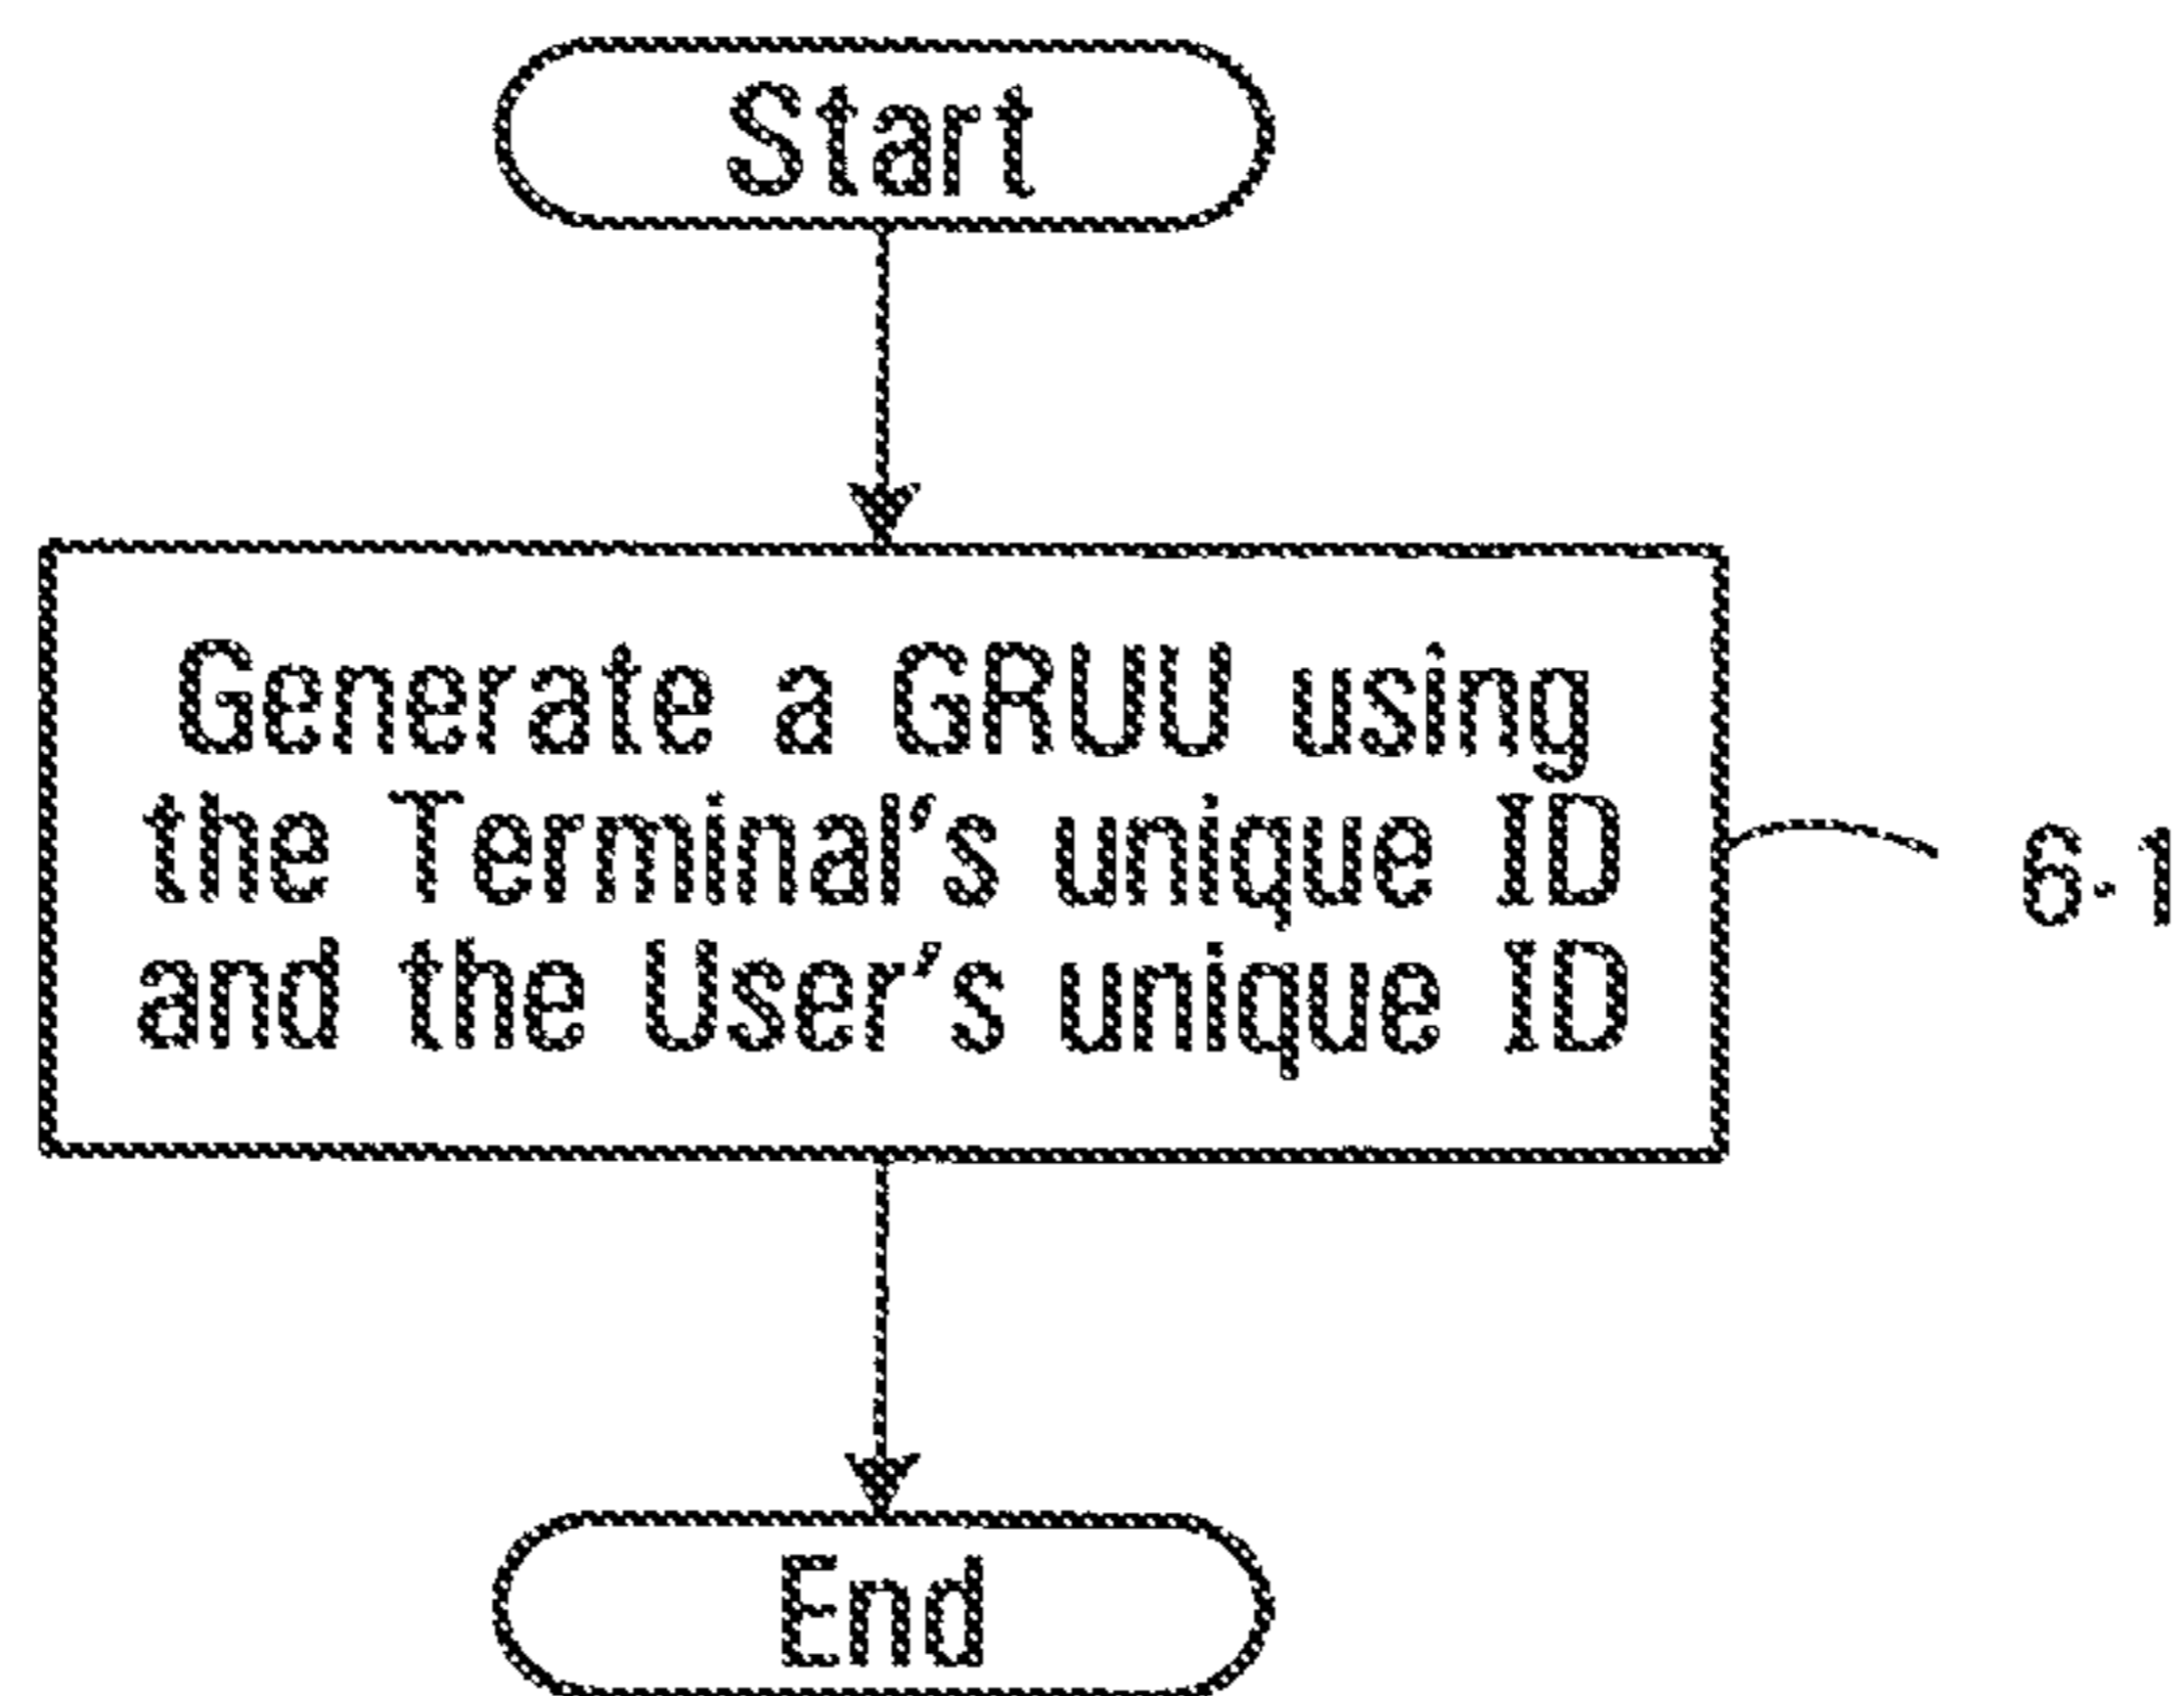 Start
Generate a GRUU using
the Terminal's unique ID
and the User's unique ID
6-1
End